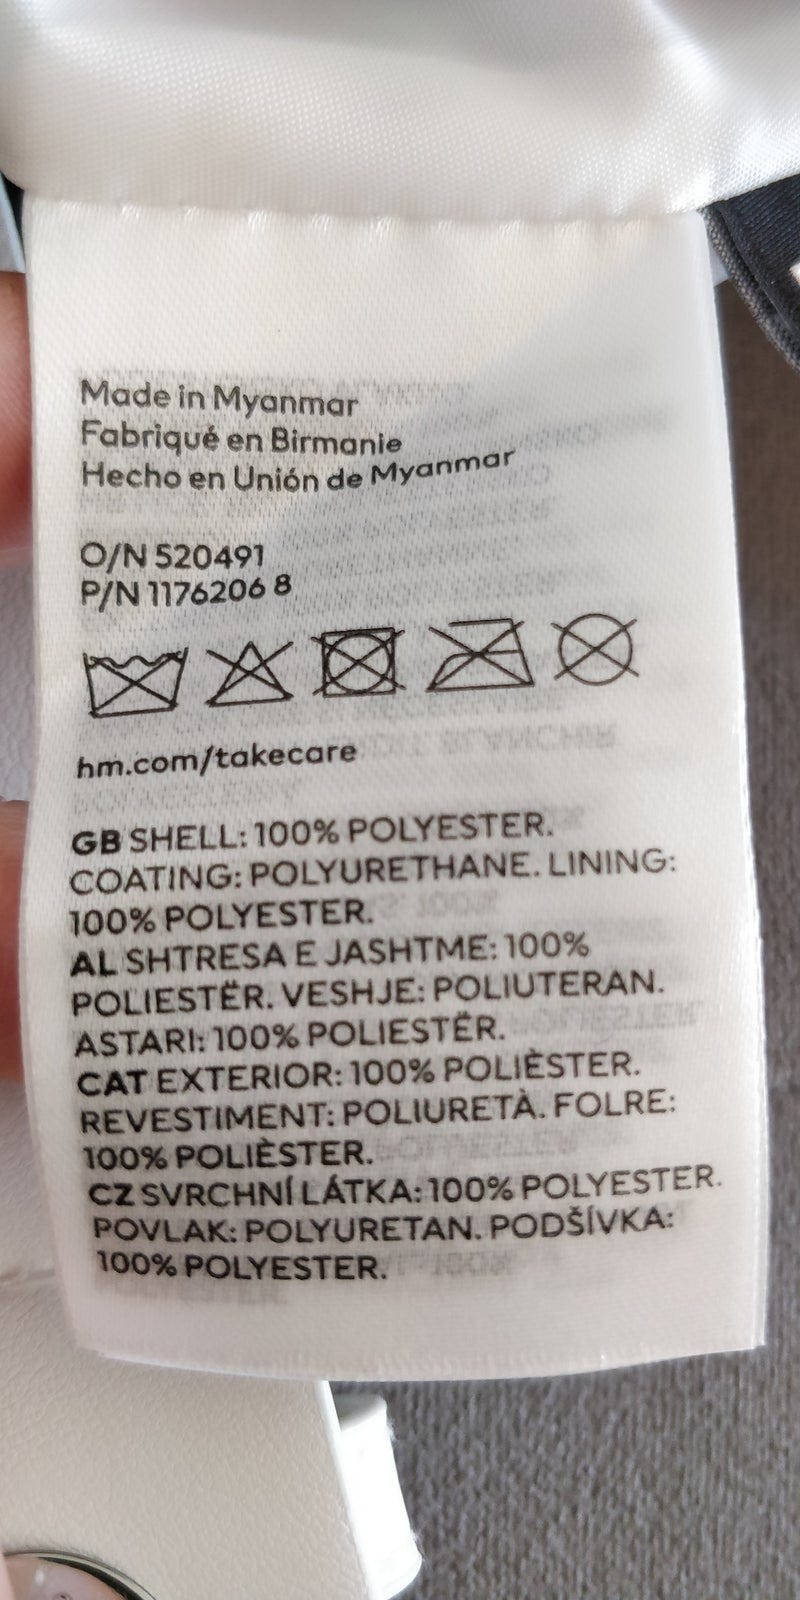 Made in Myanmar
Fabriqué en Birmanie
Hecho en Unión de Myanmar
O/N 520491
P/N 1176206 8
hm.com/takecare
GB SHELL: 100% POLYESTER.
COATING: POLYURETHANE. LINING:
100% POLYESTER.
AL SHTRESA E JASHTME: 100%
POLIESTËR. VESHJE: POLIUTERAN.
ASTARI: 100% POLIESTËR.
CAT EXTERIOR: 100% POLIÈSTER.
REVESTIMENT: POLIURETÀ. FOLRE:
100% POLIÈSTER.
CZ SVRCHNÍ LÁTKA: 100% POLYESTER.
POVLAK: POLYURETAN. PODŠÍVKA:
100% POLYESTER.